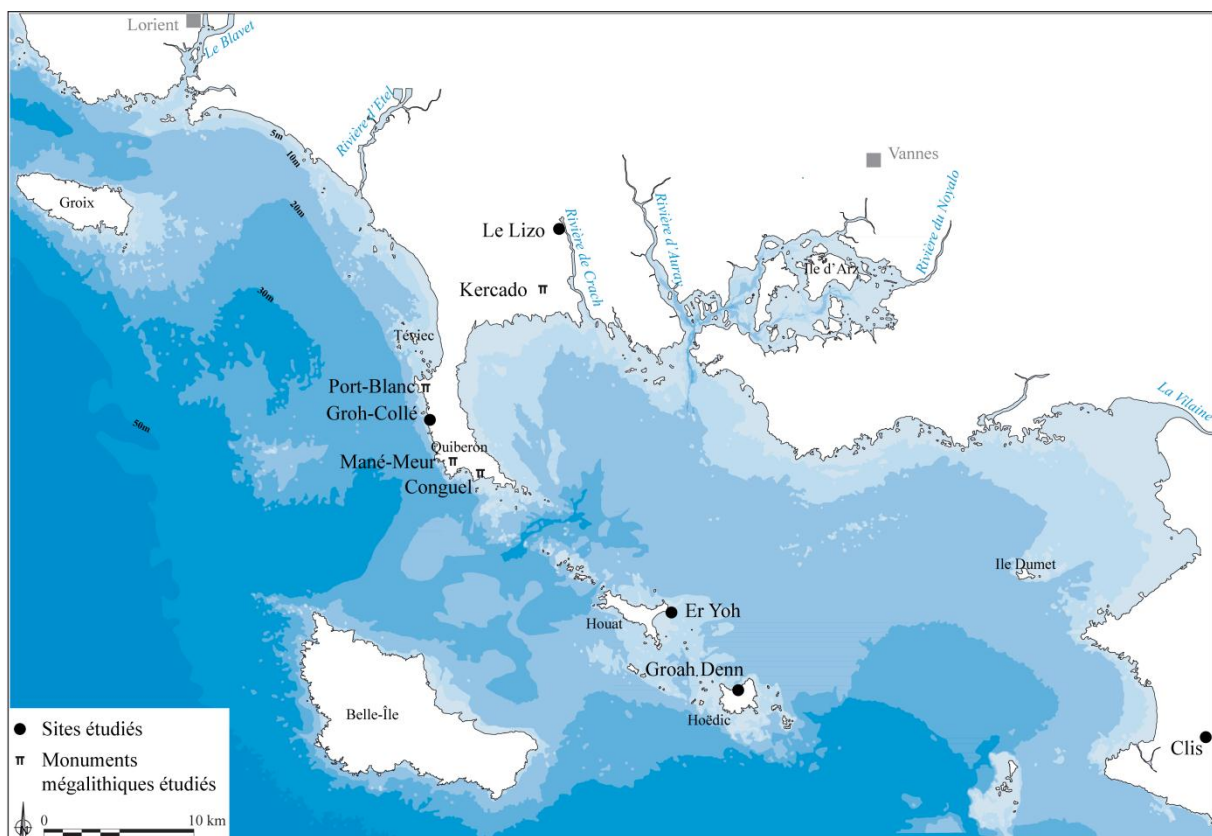 Lorient
Le Blavet
Rivière d'Etel
Vannes
5m
10m
20m
30m
50m
Groix
Le Lizo
Rivière de Crach
Rivière d'Auray
Ile d'Arz
Rivière du Noyalo
Kercado
Téviec
Port-Blanc
Groh-Collé
Quiberon
Mané-Meur
Conguel
La Vilaine
Ile Dumet
Houat
Er Yoh
Groah Denn
Hoëdic
Belle-Île
Clis
Sites étudiés
Monuments
mégalithiques étudiés
N
0 10 km